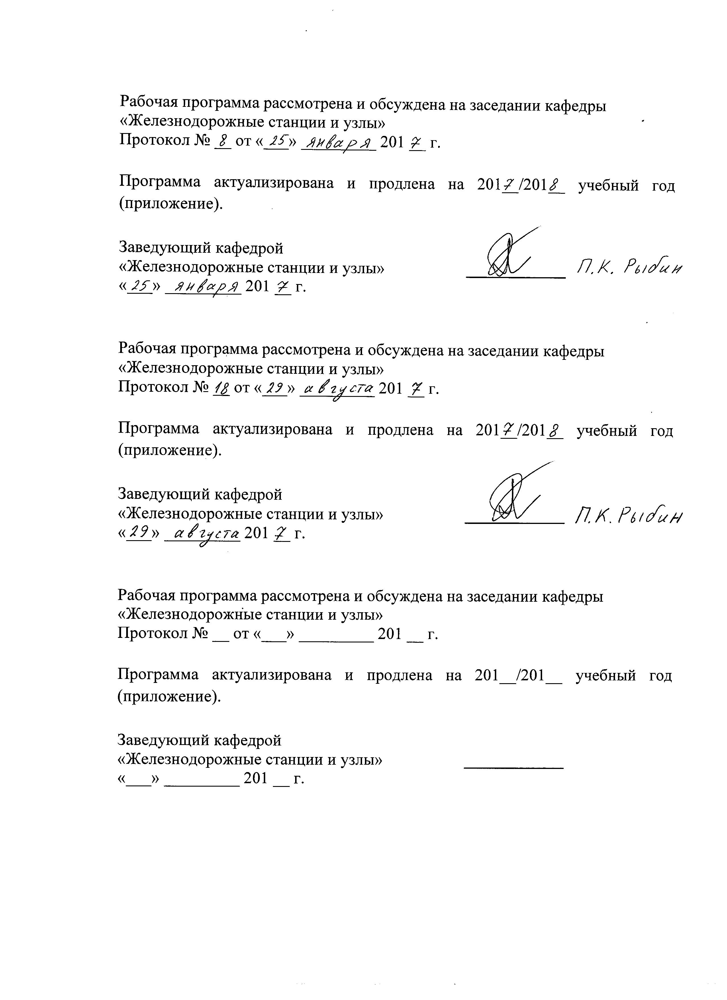 Рабочая программа рассмотрена и обсуждена на заседании кафедры
«Железнодорожные станции и узлы»
Протокол № 8 от «25» января 2017 г.
Программа актуализирована и продлена на 2017/2018 учебный год
(приложение).
Заведующий кафедрой
«Железнодорожные станции и узлы» П.К. Рыбин
«25» января 2017 г.
Рабочая программа рассмотрена и обсуждена на заседании кафедры
«Железнодорожные станции и узлы»
Протокол № 18 от «29» августа 2017 г.
Программа актуализирована и продлена на 2017/2018 учебный год
(приложение).
Заведующий кафедрой
«Железнодорожные станции и узлы» П.К. Рыбин
«29» августа 2017 г.
Рабочая программа рассмотрена и обсуждена на заседании кафедры
«Железнодорожные станции и узлы»
Протокол № __ от «___» _________ 201 __ г.
Программа актуализирована и продлена на 201__/201__ учебный год
(приложение).
Заведующий кафедрой
«Железнодорожные станции и узлы» ____________
«___» _________ 201 __ г.